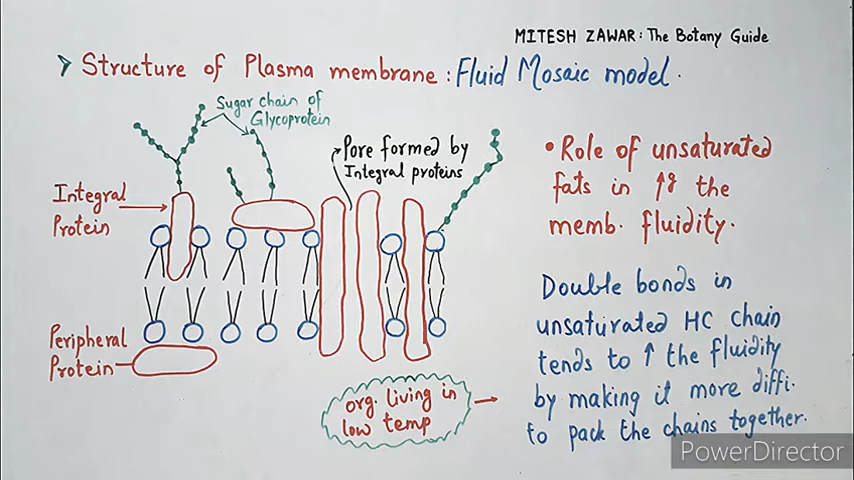 MITESH ZAWAR: The Botany Guide
Structure of Plasma membrane: Fluid Mosaic model.
Sugar chain of
Glycoprotein
Pore formed by
Integral proteins
Integral
Protein
Peripheral
Protein
org. living in
low temp
• Role of unsaturated
fats in ↑g the
memb. fluidity.
Double bonds in
unsaturated HC chain
tends to ↑ the fluidity
by making it more diffi.
to pack the chains together.
PowerDirector